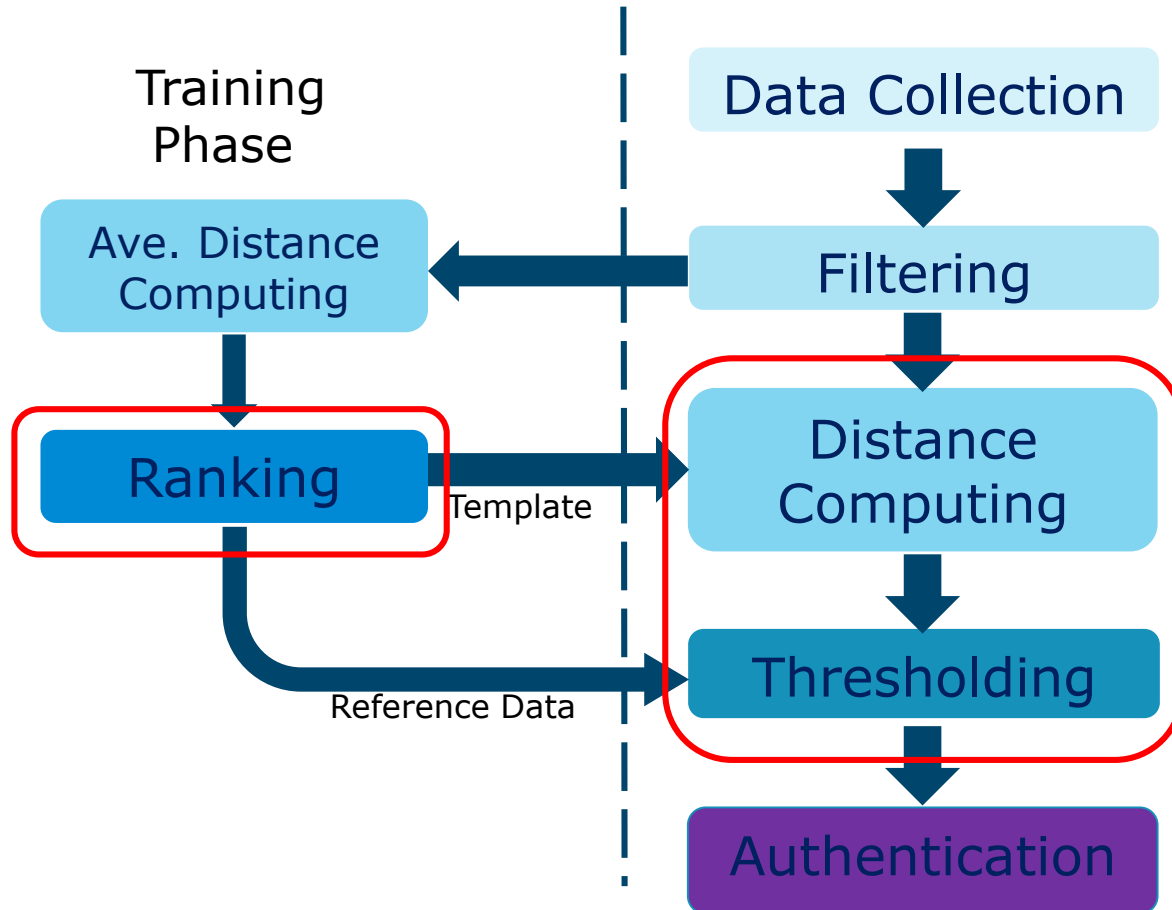 Training
Phase
Data Collection
Ave. Distance
Computing
Filtering
Ranking
Template
Distance
Computing
Reference Data
Thresholding
Authentication